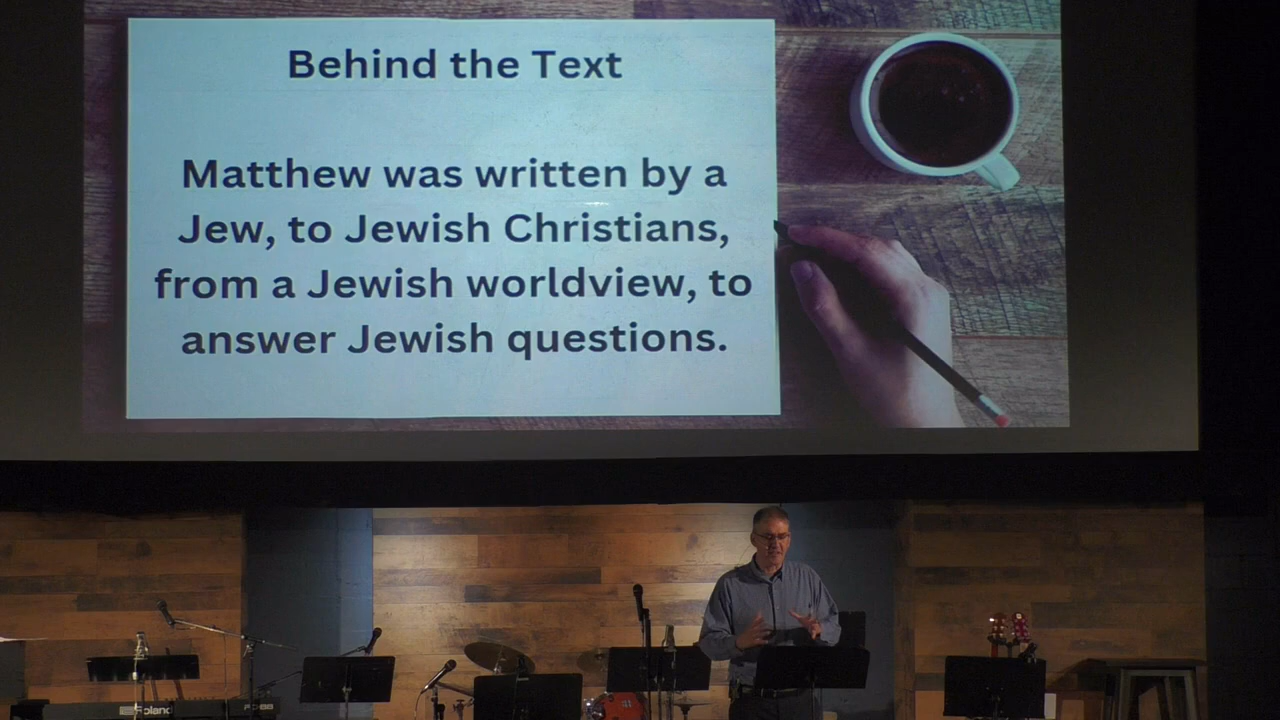 Behind the Text
Matthew was written by a
Jew, to Jewish Christians,
from a Jewish worldview, to
answer Jewish questions.
Roland